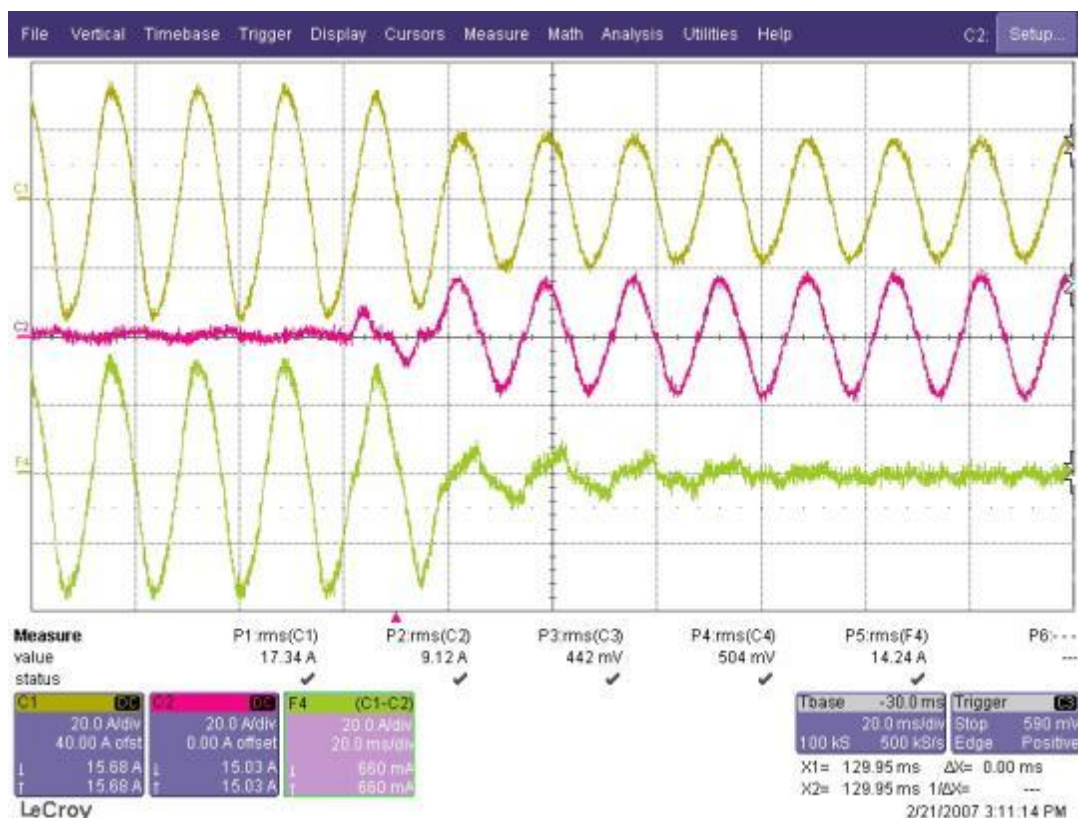 File Vertical Timebase Trigger Display Cursors Measure Math Analysis Utilities Help C2: Setup...
C1
C2
F4
Measure P1:rms(C1) P2:rms(C2) P3:rms(C3) P4:rms(C4) P5:rms(F4) P6:- - -
value 17.34 A 9.12 A 442 mV 504 mV 14.24 A ---
status
C1 DC C2 DC F4 (C1-C2) Tbase -30.0 ms Trigger C3
20.0 A/div 20.0 A/div 20.0 A/div 20.0 ms/div Stop 590 mV
40.00 A ofst 0.00 A offset 20.0 ms/div 100 kS 500 kS/s Edge Positive
15.68 A 15.03 A 660 mA X1= 129.95 ms ΔX= 0.00 ms
15.68 A 15.03 A 660 mA X2= 129.95 ms 1/ΔX= ---
LeCroy 2/21/2007 3:11:14 PM